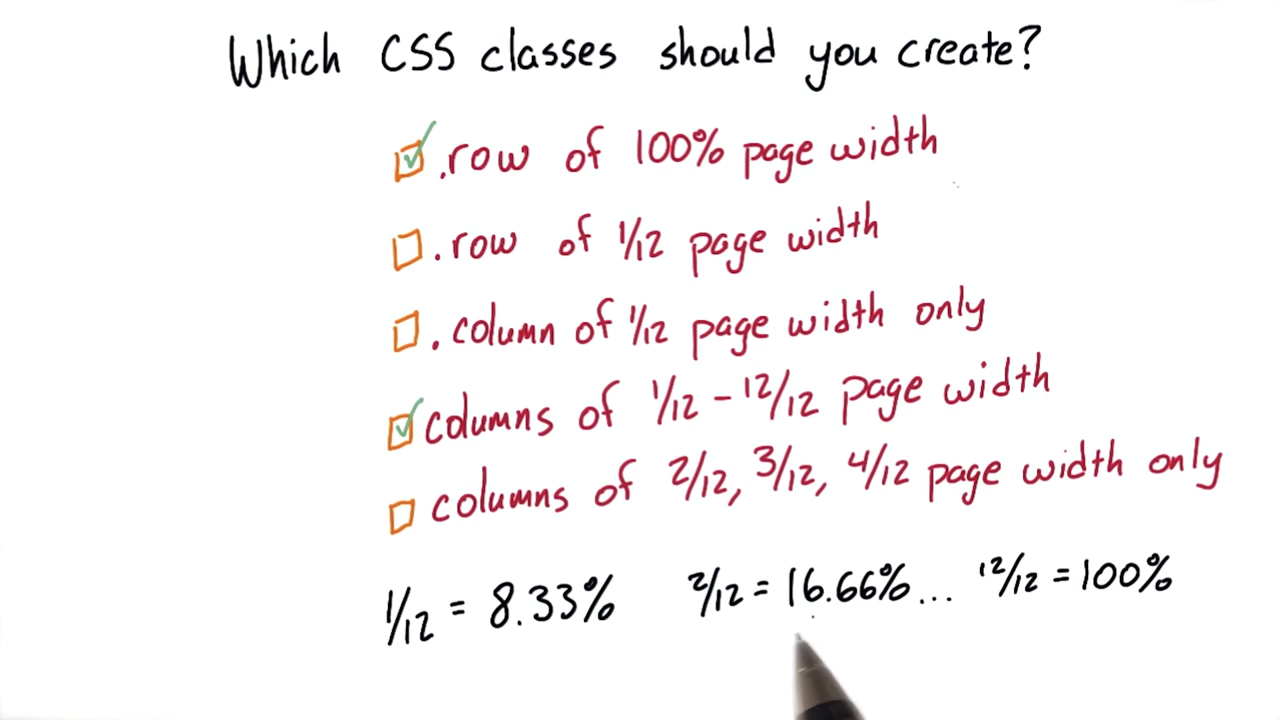 Which CSS classes should you create?
.row of 100% page width
.row of 1/12 page width
.column of 1/12 page width only
columns of 1/12 - 12/12 page width
columns of 2/12, 3/12, 4/12 page width only
1/12 = 8.33% 2/12 = 16.66% ... 12/12 = 100%